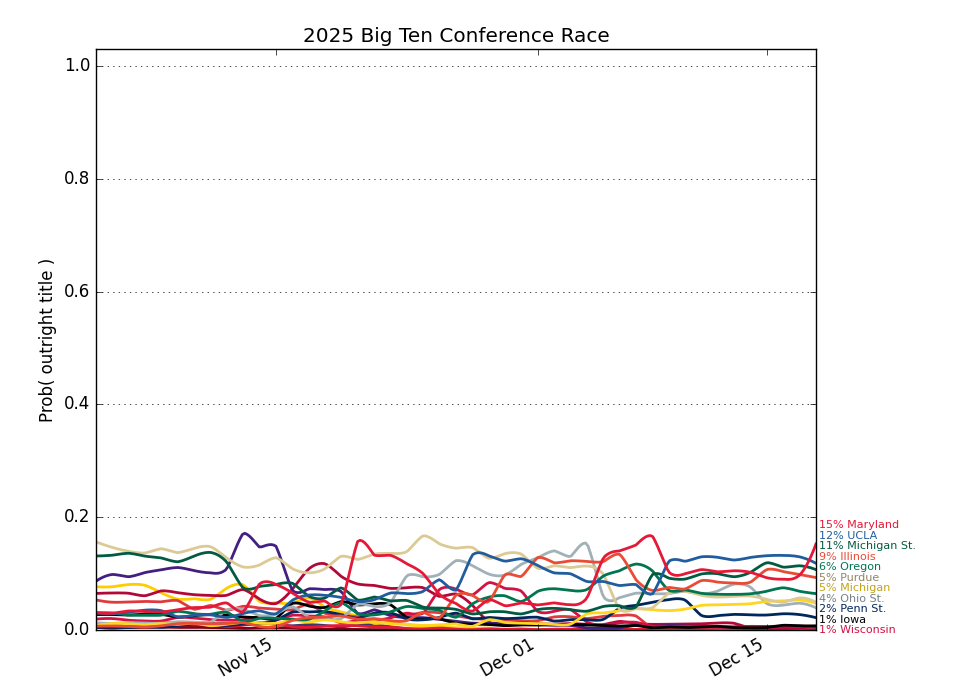 2025 Big Ten Conference Race
1.0
0.8
0.6
0.4
0.2
0.0
Prob( outright title )
Nov 15
Dec 01
Dec 15
15% Maryland
12% UCLA
11% Michigan St.
9% Illinois
6% Oregon
5% Purdue
5% Michigan
4% Ohio St.
2% Penn St.
1% Iowa
1% Wisconsin